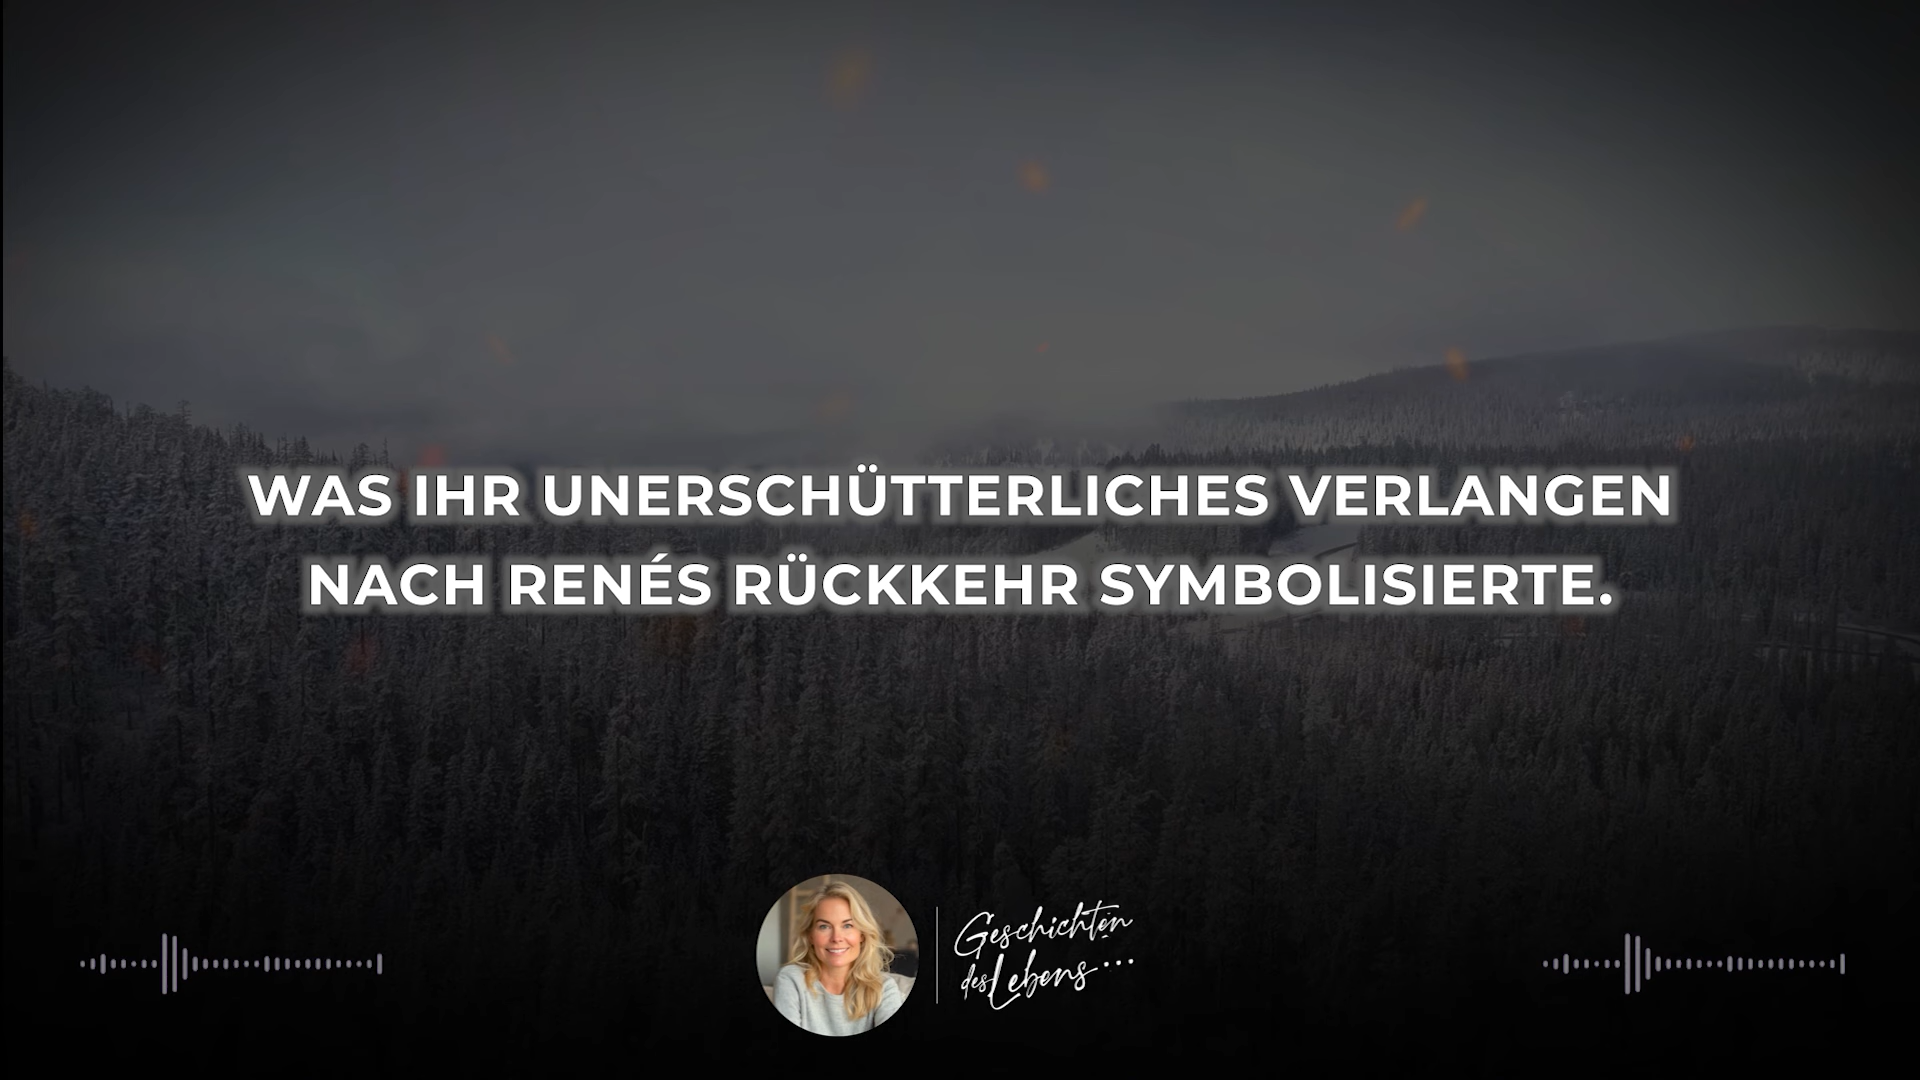 WAS IHR UNERSCHÜTTERLICHES VERLANGEN
NACH RENÉS RÜCKKEHR SYMBOLISIERTE.
Geschichten
des Lebens...